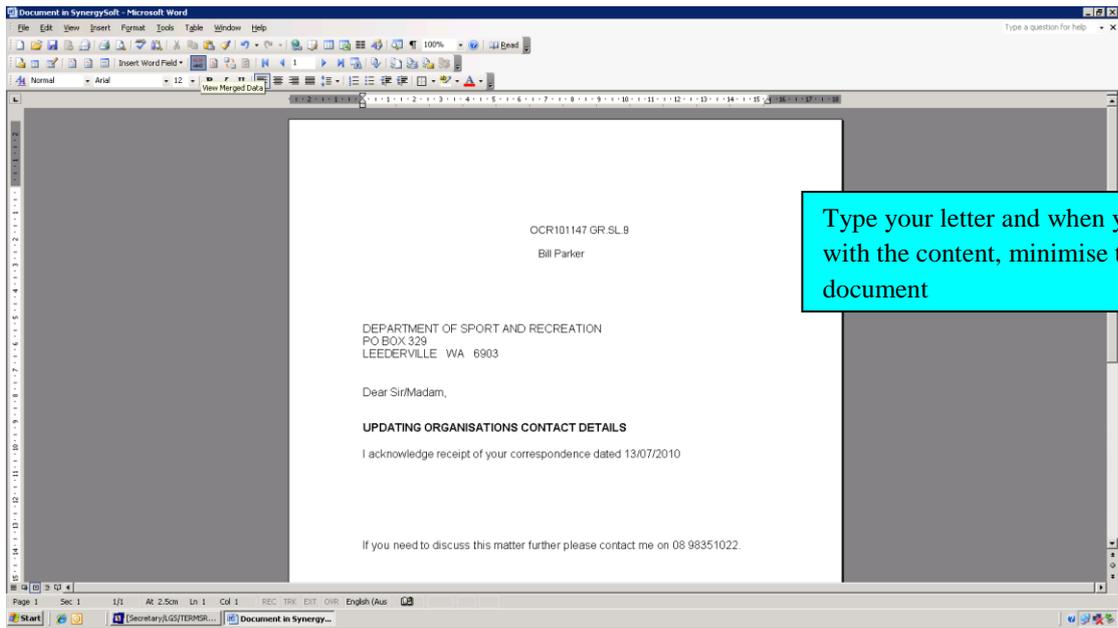 Document in SynergySoft - Microsoft Word
File Edit View Insert Format Tools Table Window Help
Type a question for help
100% Read
Insert Word Field 1
Normal Arial 12 B I U
View Merged Data
OCR101147 GR.SL.9
Bill Parker
DEPARTMENT OF SPORT AND RECREATION
PO BOX 329
LEEDERVILLE WA 6903
Dear Sir/Madam,
UPDATING ORGANISATIONS CONTACT DETAILS
I acknowledge receipt of your correspondence dated 13/07/2010
If you need to discuss this matter further please contact me on 08 98351022.
Type your letter and when
with the content, minimise
document
Page 1 Sec 1 1/1 At 2.5cm Ln 1 Col 1 REC TRK EXT OVR English (Aus
Start [Secretary/LGS/TERMSR... Document in Synergy...